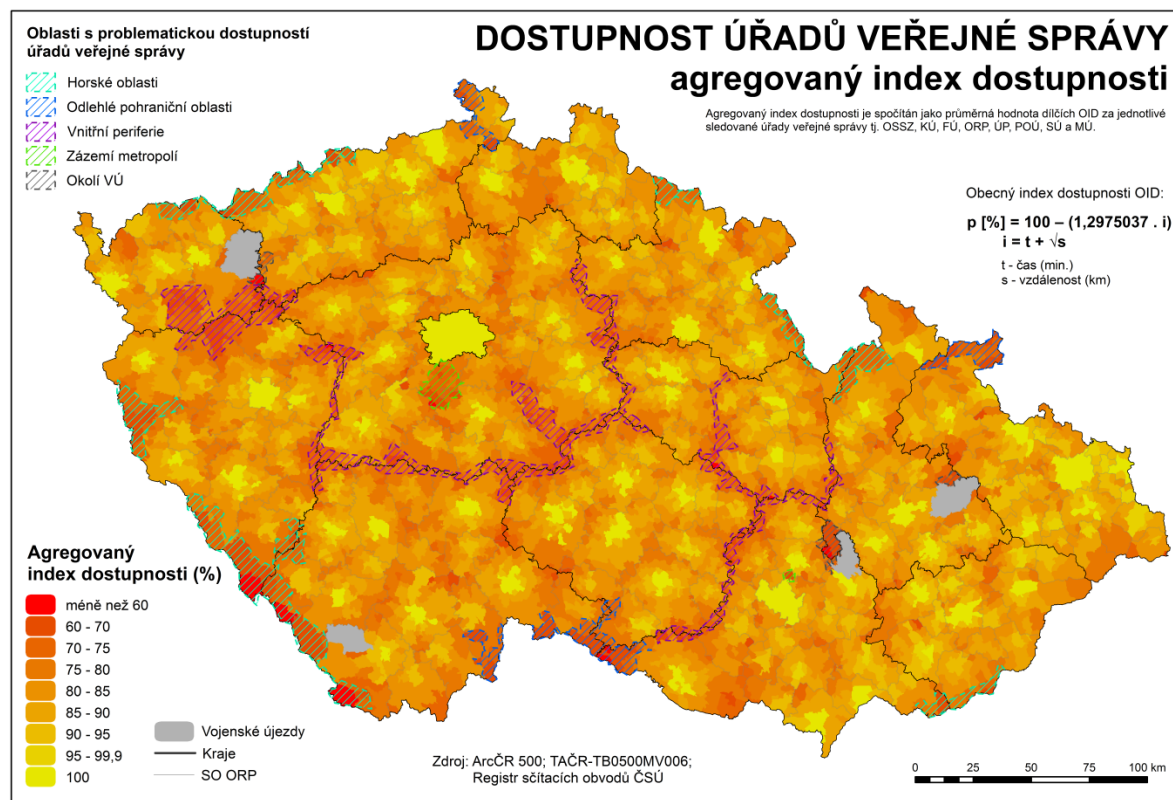 DOSTUPNOST ÚŘADŮ VEŘEJNÉ SPRÁVY
agregovaný index dostupnosti
Agregovaný index dostupnosti je spočítán jako průměrná hodnota dílčích OID za jednotlivé
sledované úřady veřejné správy tj. OSSZ, KÚ, FÚ, ORP, ÚP, POÚ, SÚ a MÚ.
Oblasti s problematickou dostupností
úřadů veřejné správy
Horské oblasti
Odlehlé pohraniční oblasti
Vnitřní periferie
Zázemí metropolí
Okolí VÚ
Obecný index dostupnosti OID:
p [%] = 100 – (1,2975037 . i)
i = t + √s
t - čas (min.)
s - vzdálenost (km)
Agregovaný
index dostupnosti (%)
méně než 60
60 - 70
70 - 75
75 - 80
80 - 85
85 - 90
90 - 95
95 - 99,9
100
Vojenské újezdy
Kraje
SO ORP
Zdroj: ArcČR 500; TAČR-TB0500MV006;
Registr sčítacích obvodů ČSÚ
0 25 50 75 100 km